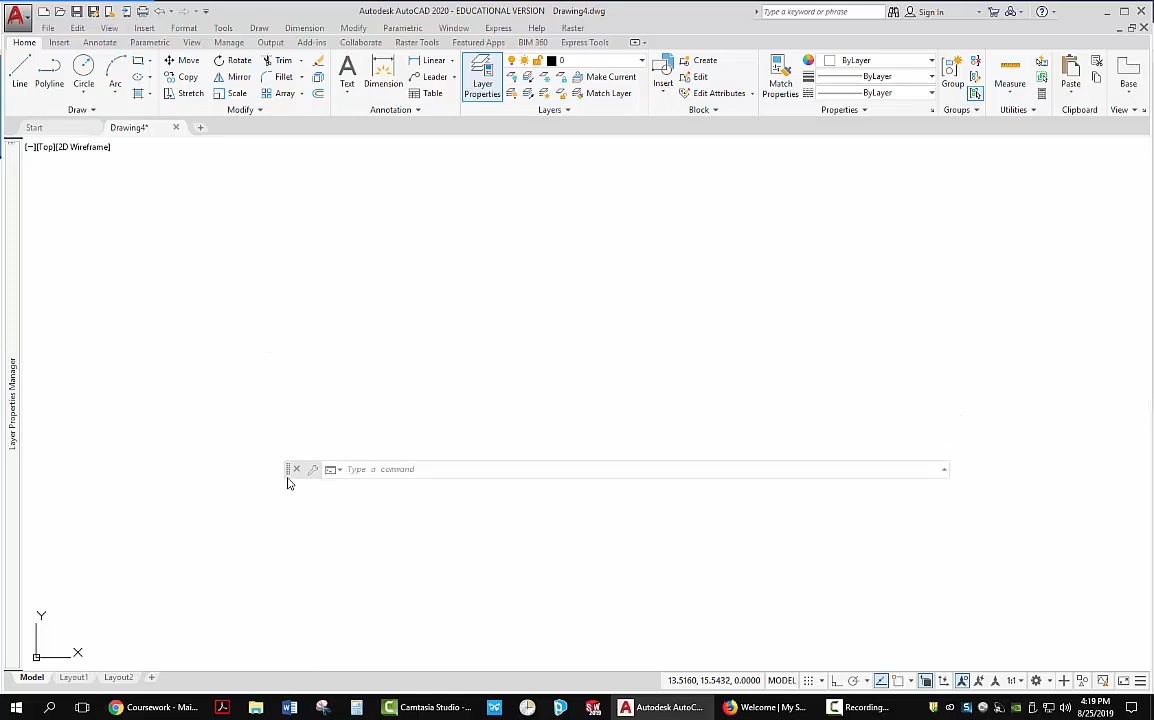 Autodesk AutoCAD 2020 - EDUCATIONAL VERSION Drawing4.dwg
Type a keyword or phrase
Sign In
File Edit View Insert Format Tools Draw Dimension Modify Parametric Window Express Help Raster
Home Insert Annotate Parametric View Manage Output Add-ins Collaborate Raster Tools Featured Apps BIM 360 Express Tools
Line Polyline Circle Arc
Move Rotate Trim
Copy Mirror Fillet
Stretch Scale Array
Text Dimension
Linear
Leader
Table
Layer Properties
0
Make Current
Match Layer
Insert
Create
Edit
Edit Attributes
Match Properties
ByLayer
ByLayer
ByLayer
Group
Measure
Paste
Base
Draw Modify Annotation Layers Block Properties Groups Utilities Clipboard View
Start Drawing4*
[−][Top][2D Wireframe]
Layer Properties Manager
Type a command
Y
X
Model Layout1 Layout2
13.5160, 15.5432, 0.0000 MODEL 1:1
Coursework - Mai... Camtasia Studio - ... Autodesk AutoC... Welcome | My S... Recording...
4:19 PM
8/25/2019